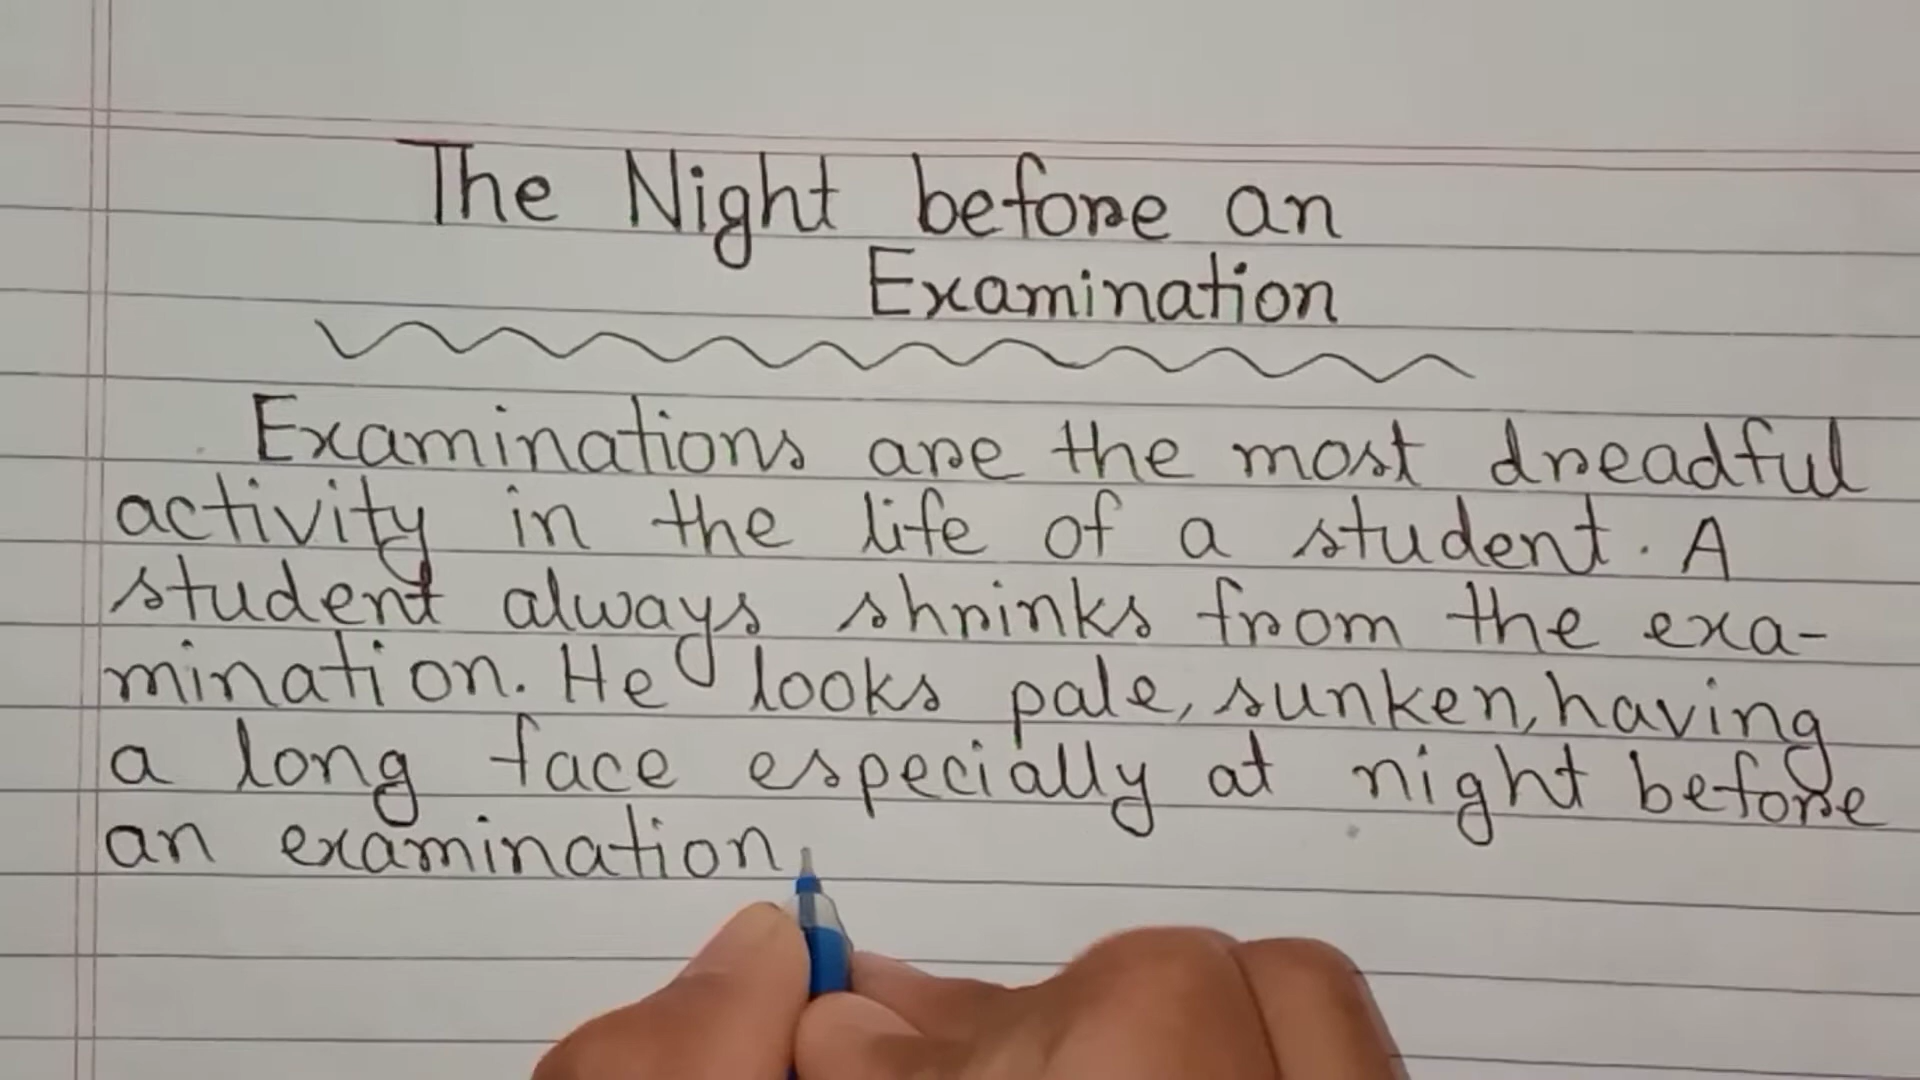 The Night before an
Examination
Examinations are the most dreadful
activity in the life of a student. A
student always shrinks from the exa-
mination. He looks pale, sunken, having
a long face especially at night before
an examination